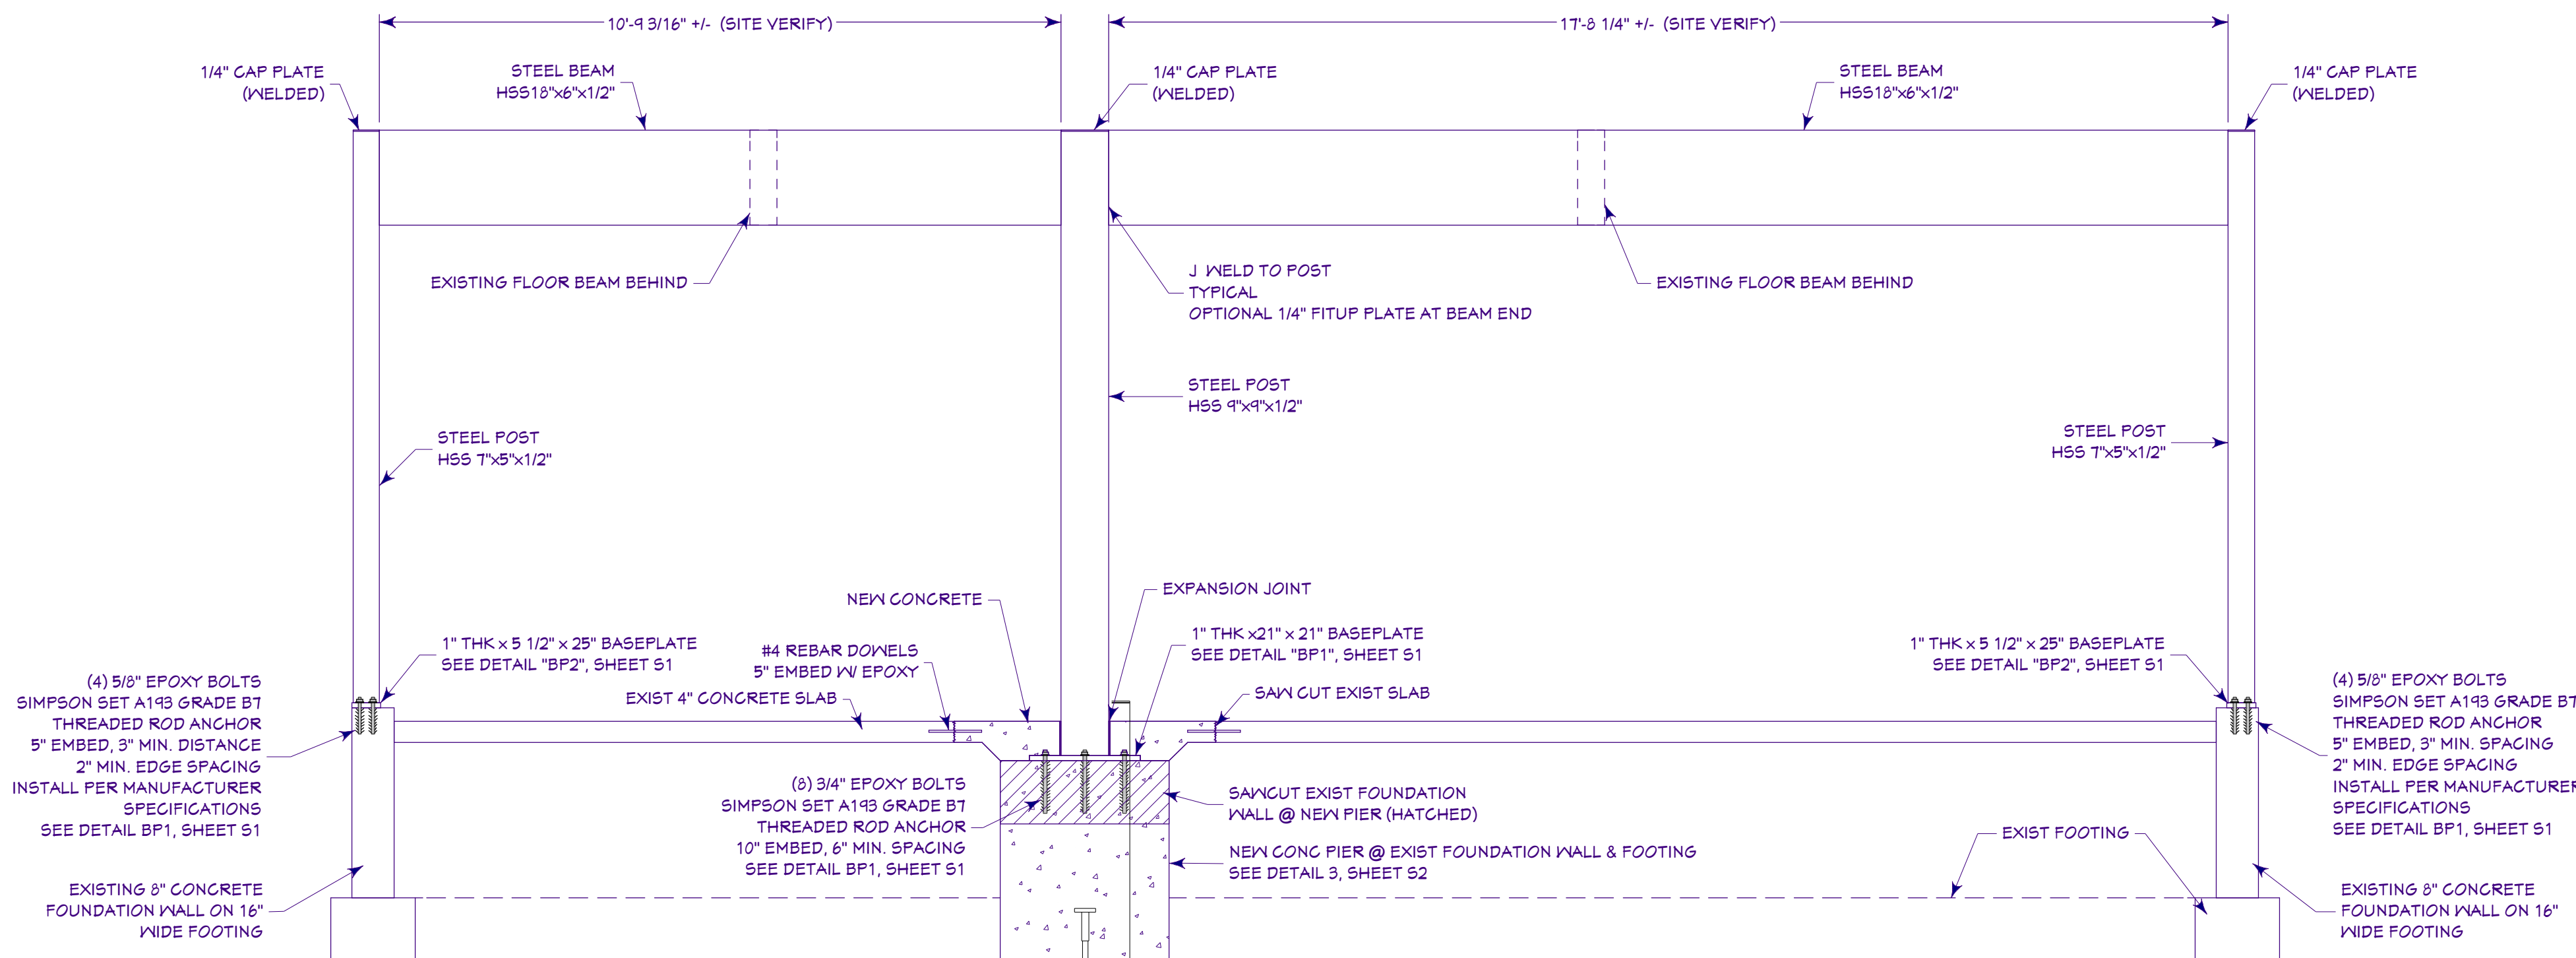 10'-9 3/16" +/- (SITE VERIFY)
17'-8 1/4" +/- (SITE VERIFY)
1/4" CAP PLATE
(WELDED)
STEEL BEAM
HSS18"x6"x1/2"
1/4" CAP PLATE
(WELDED)
STEEL BEAM
HSS18"x6"x1/2"
1/4" CAP PLATE
(WELDED)
EXISTING FLOOR BEAM BEHIND
J WELD TO POST
TYPICAL
OPTIONAL 1/4" FITUP PLATE AT BEAM END
EXISTING FLOOR BEAM BEHIND
STEEL POST
HSS 9"x9"x1/2"
STEEL POST
HSS 7"x5"x1/2"
STEEL POST
HSS 7"x5"x1/2"
NEW CONCRETE
EXPANSION JOINT
1" THK x 5 1/2" x 25" BASEPLATE
SEE DETAIL "BP2", SHEET S1
#4 REBAR DOWELS
5" EMBED W/ EPOXY
1" THK x21" x 21" BASEPLATE
SEE DETAIL "BP1", SHEET S1
1" THK x 5 1/2" x 25" BASEPLATE
SEE DETAIL "BP2", SHEET S1
EXIST 4" CONCRETE SLAB
SAW CUT EXIST SLAB
(4) 5/8" EPOXY BOLTS
SIMPSON SET A193 GRADE B7
THREADED ROD ANCHOR
5" EMBED, 3" MIN. DISTANCE
2" MIN. EDGE SPACING
INSTALL PER MANUFACTURER
SPECIFICATIONS
SEE DETAIL BP1, SHEET S1
(8) 3/4" EPOXY BOLTS
SIMPSON SET A193 GRADE B7
THREADED ROD ANCHOR
10" EMBED, 6" MIN. SPACING
SEE DETAIL BP1, SHEET S1
SAWCUT EXIST FOUNDATION
WALL @ NEW PIER (HATCHED)
NEW CONC PIER @ EXIST FOUNDATION WALL & FOOTING
SEE DETAIL 3, SHEET S2
EXIST FOOTING
(4) 5/8" EPOXY BOLTS
SIMPSON SET A193 GRADE B7
THREADED ROD ANCHOR
5" EMBED, 3" MIN. SPACING
2" MIN. EDGE SPACING
INSTALL PER MANUFACTURER
SPECIFICATIONS
SEE DETAIL BP1, SHEET S1
EXISTING 8" CONCRETE
FOUNDATION WALL ON 16"
WIDE FOOTING
EXISTING 8" CONCRETE
FOUNDATION WALL ON 16"
WIDE FOOTING